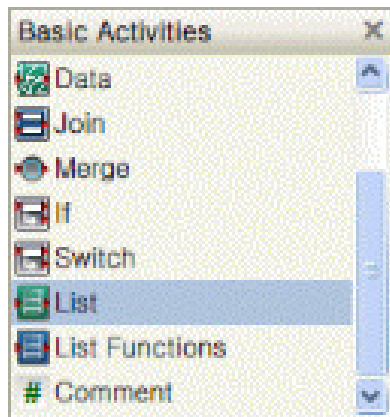 Basic Activities
Data
Join
Merge
If
Switch
List
List Functions
# Comment